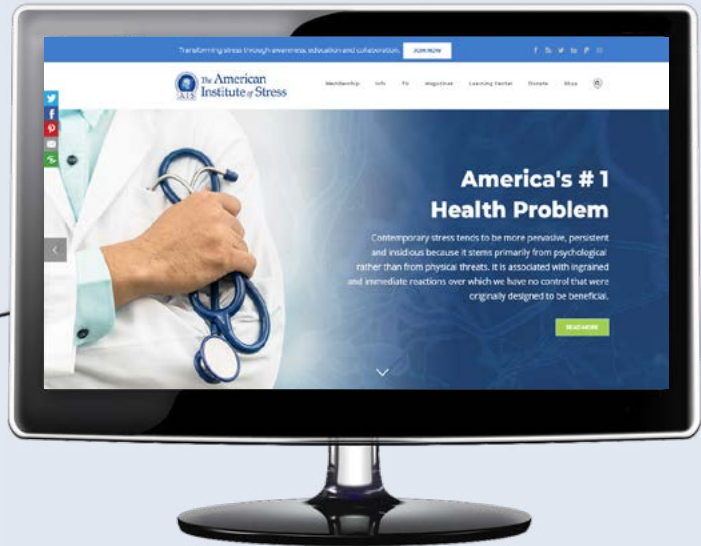 Transforming stress through awareness, education and collaboration. JOIN NOW
The American
Institute of Stress
AIS
Membership Info TV Magazines Learning Center Donate Shop
America's # 1
Health Problem
Contemporary stress tends to be more pervasive, persistent
and insidious because it stems primarily from psychological
rather than from physical threats. It is associated with ingrained
and immediate reactions over which we have no control that were
originally designed to be beneficial.
READ MORE